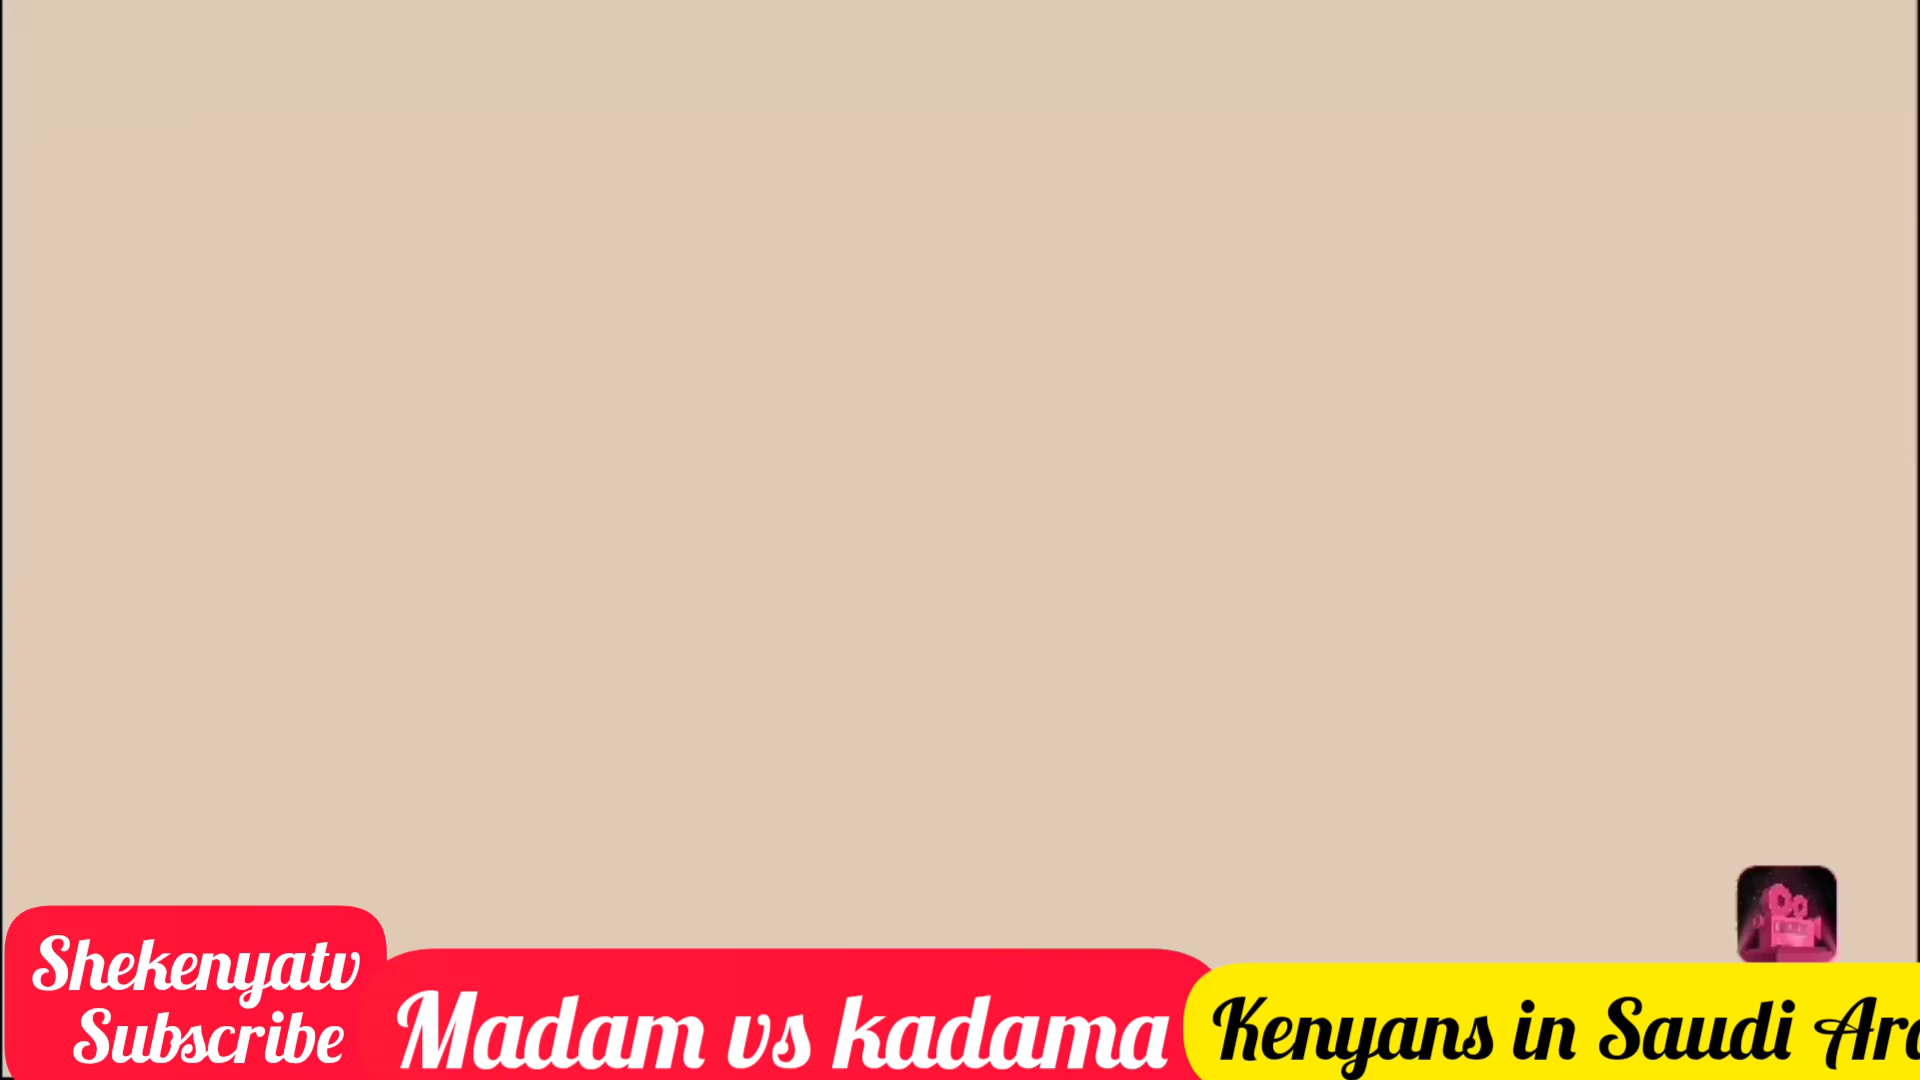 Shekenyatv
Subscribe
Madam vs kadama
Kenyans in Saudi